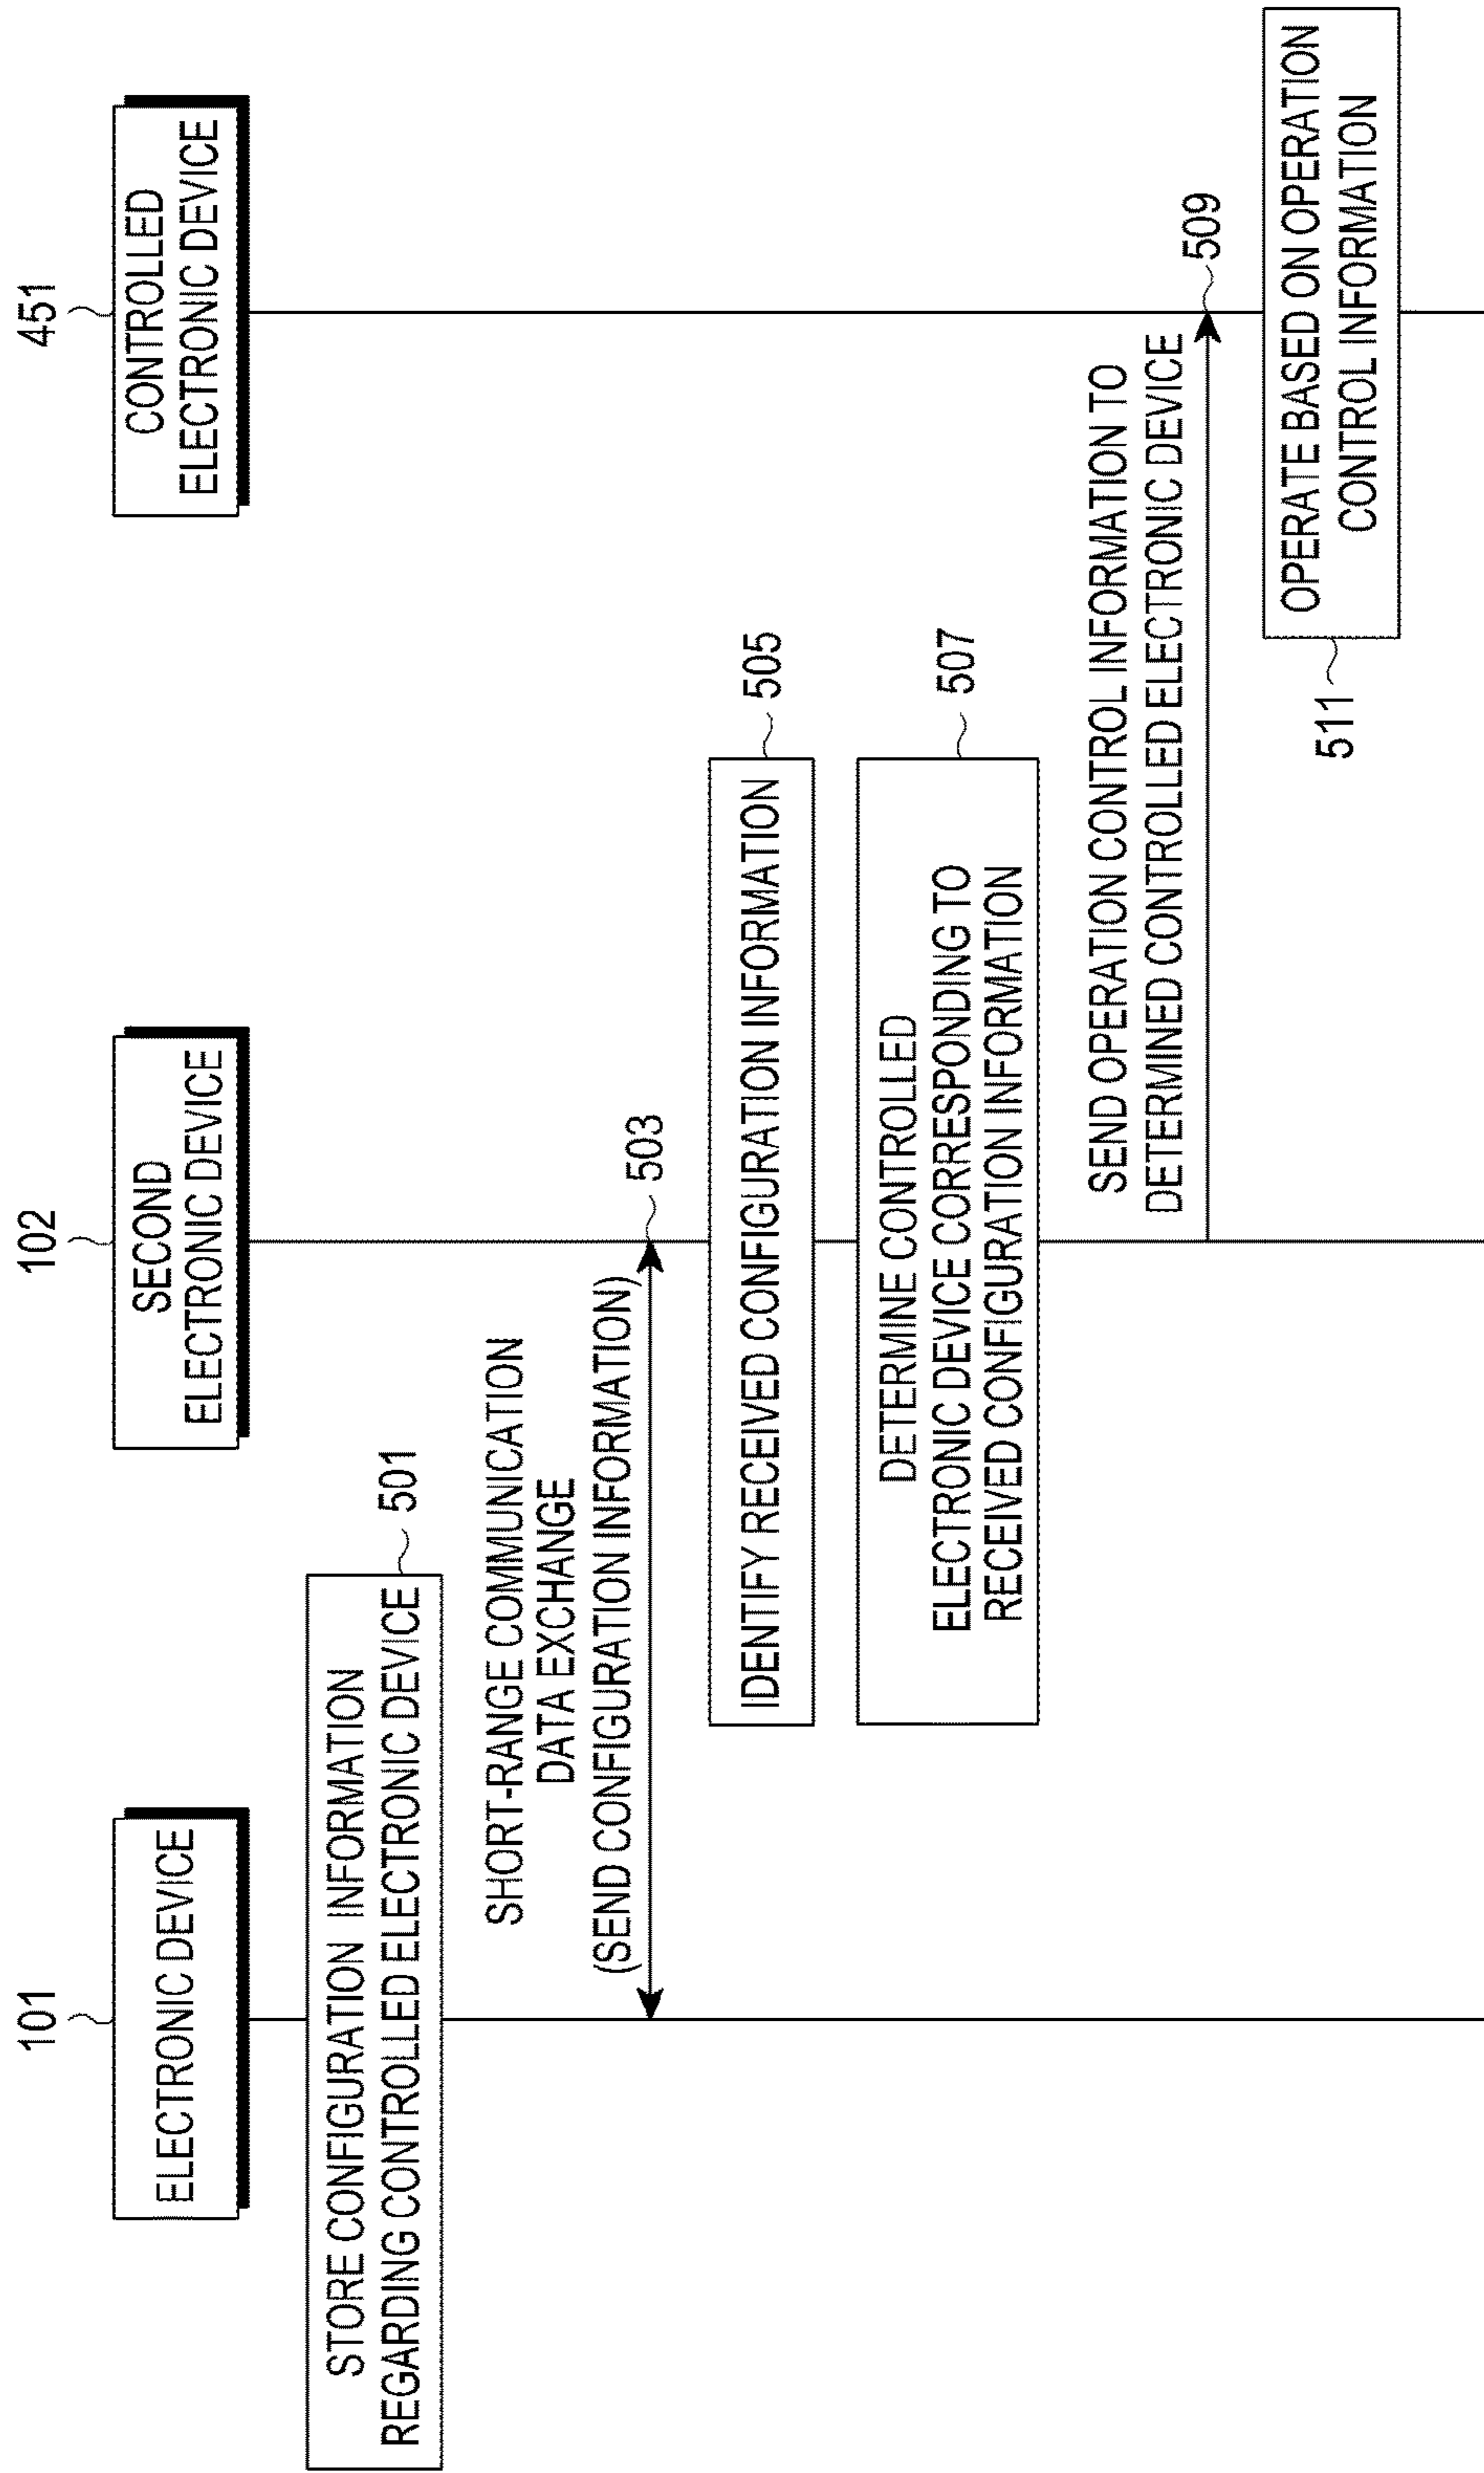 101
ELECTRONIC DEVICE
102
SECOND
ELECTRONIC DEVICE
451
CONTROLLED
ELECTRONIC DEVICE
STORE CONFIGURATION INFORMATION
REGARDING CONTROLLED ELECTRONIC DEVICE
501
SHORT-RANGE COMMUNICATION
DATA EXCHANGE
(SEND CONFIGURATION INFORMATION)
503
IDENTIFY RECEIVED CONFIGURATION INFORMATION
505
DETERMINE CONTROLLED
ELECTRONIC DEVICE CORRESPONDING TO
RECEIVED CONFIGURATION INFORMATION
507
SEND OPERATION CONTROL INFORMATION TO
DETERMINED CONTROLLED ELECTRONIC DEVICE
509
OPERATE BASED ON OPERATION
CONTROL INFORMATION
511